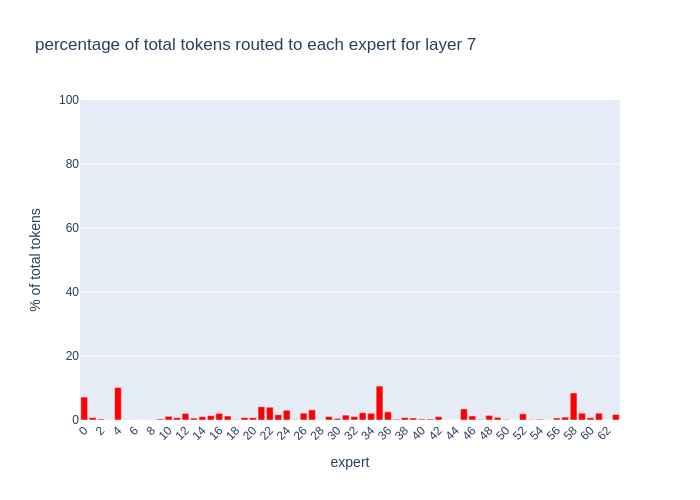 percentage of total tokens routed to each expert for layer 7
100
80
60
40
20
0
% of total tokens
0 2 4 6 8 10 12 14 16 18 20 22 24 26 28 30 32 34 36 38 40 42 44 46 48 50 52 54 56 58 60 62
expert